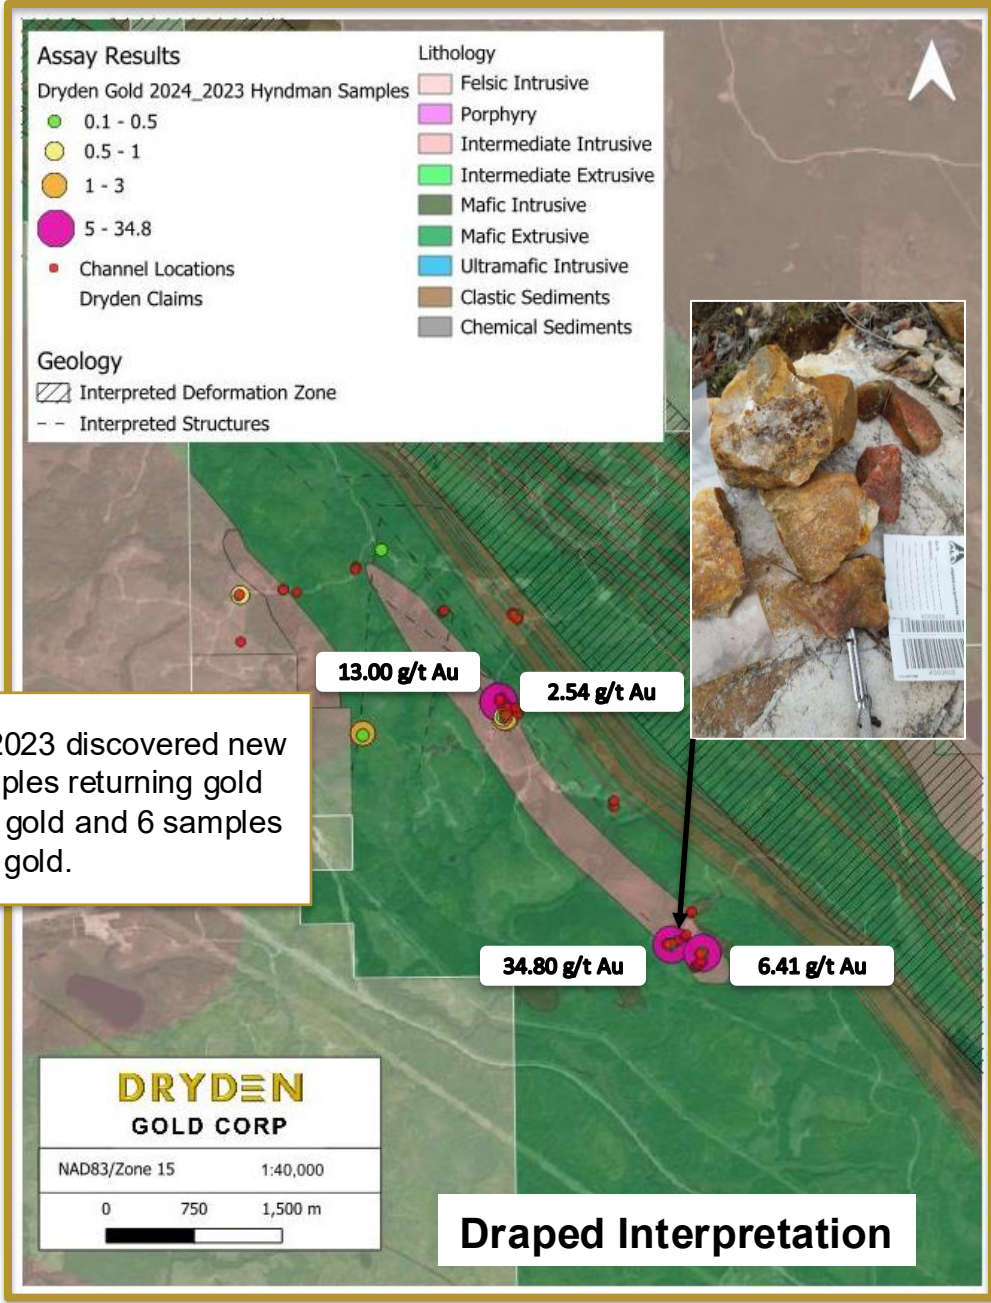 Assay Results
Dryden Gold 2024_2023 Hyndman Samples
0.1 - 0.5
0.5 - 1
1 - 3
5 - 34.8
Channel Locations
Dryden Claims
Geology
Interpreted Deformation Zone
- - Interpreted Structures
Lithology
Felsic Intrusive
Porphyry
Intermediate Intrusive
Intermediate Extrusive
Mafic Intrusive
Mafic Extrusive
Ultramafic Intrusive
Clastic Sediments
Chemical Sediments
13.00 g/t Au
2.54 g/t Au
2023 discovered new
ples returning gold
gold and 6 samples
gold.
34.80 g/t Au
6.41 g/t Au
DRYDEN
GOLD CORP
NAD83/Zone 15 1:40,000
0 750 1,500 m
Draped Interpretation